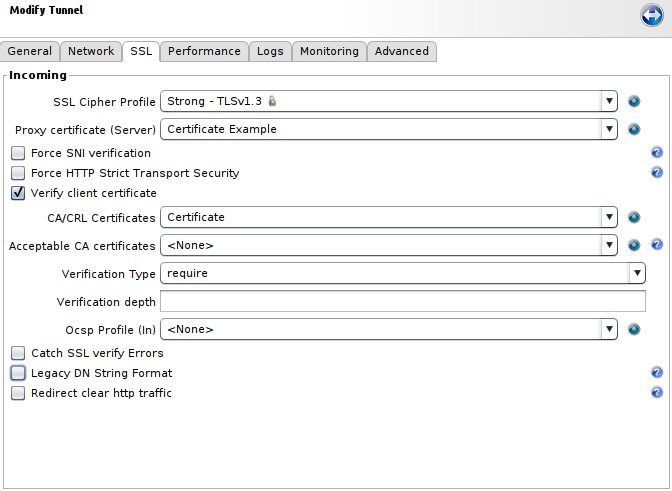 Modify Tunnel
General Network SSL Performance Logs Monitoring Advanced
Incoming
SSL Cipher Profile Strong - TLSv1.3
Proxy certificate (Server) Certificate Example
Force SNI verification
Force HTTP Strict Transport Security
Verify client certificate
CA/CRL Certificates Certificate
Acceptable CA certificates <None>
Verification Type require
Verification depth
Ocsp Profile (In) <None>
Catch SSL verify Errors
Legacy DN String Format
Redirect clear http traffic